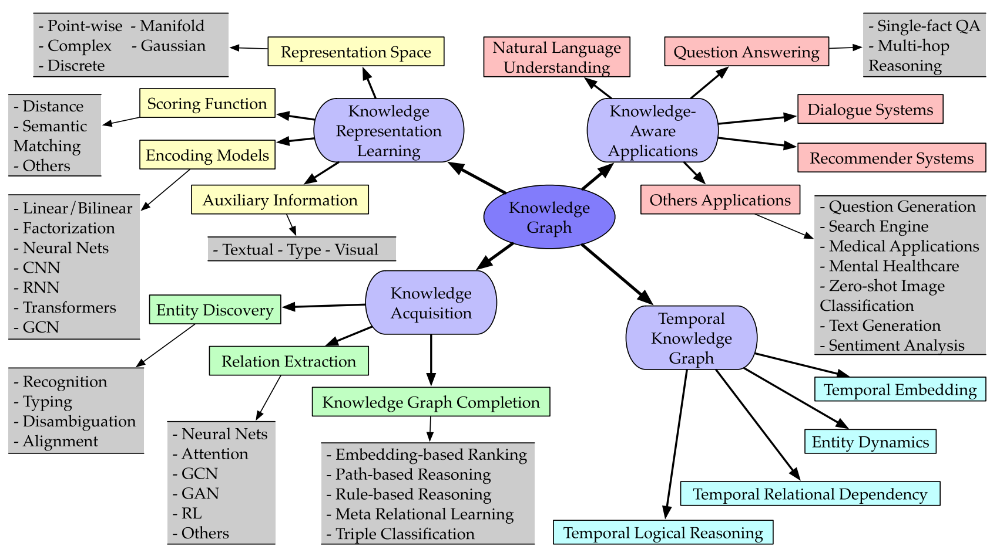 - Point-wise - Manifold
- Complex - Gaussian
- Discrete
Representation Space
Natural Language
Understanding
Question Answering
- Single-fact QA
- Multi-hop
Reasoning
- Distance
- Semantic
Matching
- Others
Scoring Function
Encoding Models
Knowledge
Representation
Learning
Knowledge-
Aware
Applications
Dialogue Systems
Recommender Systems
Auxiliary Information
- Textual - Type - Visual
Knowledge
Graph
Others Applications
- Linear/Bilinear
- Factorization
- Neural Nets
- CNN
- RNN
- Transformers
- GCN
- Question Generation
- Search Engine
- Medical Applications
- Mental Healthcare
- Zero-shot Image
Classification
- Text Generation
- Sentiment Analysis
Entity Discovery
Knowledge
Acquisition
Temporal
Knowledge
Graph
Relation Extraction
Knowledge Graph Completion
Temporal Embedding
- Recognition
- Typing
- Disambiguation
- Alignment
- Neural Nets
- Attention
- GCN
- GAN
- RL
- Others
- Embedding-based Ranking
- Path-based Reasoning
- Rule-based Reasoning
- Meta Relational Learning
- Triple Classification
Entity Dynamics
Temporal Relational Dependency
Temporal Logical Reasoning